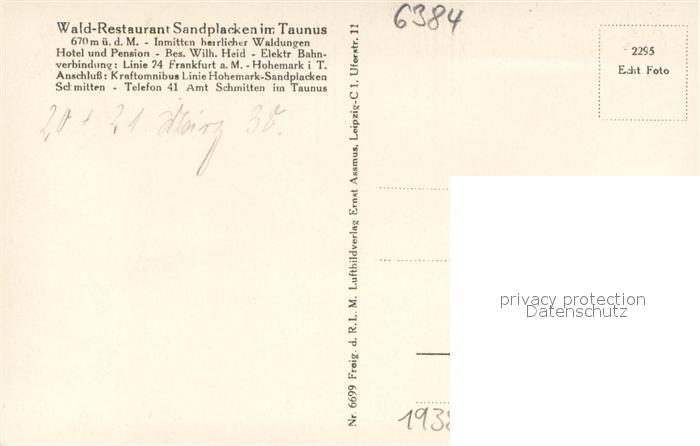 Wald-Restaurant Sandplacken im Taunus
670 m ü. d. M. - Inmitten herrlicher Waldungen
Hotel und Pension - Bes. Wilh. Heid - Elektr Bahn-
verbindung: Linie 24 Frankfurt a. M. - Hohemark i T.
Anschluß: Kraftomnibus Linie Hohemark-Sandplacken
Schmitten - Telefon 41 Amt Schmitten im Taunus
20 + 21. März 38.
Nr. 6699 Freig. d. R. L. M. Luftbildverlag Ernst Assmus, Leipzig-C 1, Uferstr. 11
6384
2295
Echt Foto
privacy protection
Datenschutz
1938